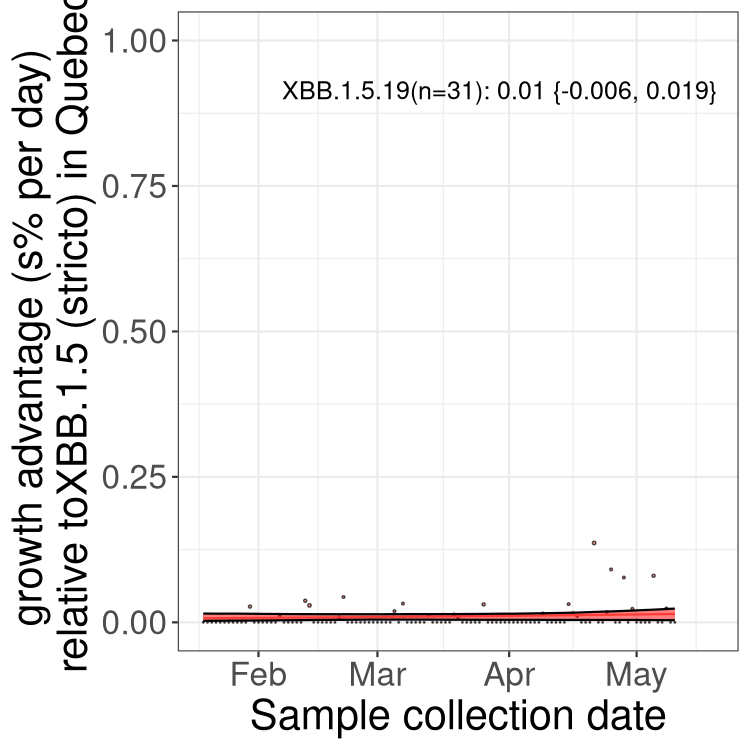 growth advantage (s% per day)
relative toXBB.1.5 (stricto) in Quebec
1.00
0.75
0.50
0.25
0.00
XBB.1.5.19(n=31): 0.01 {-0.006, 0.019}
Feb
Mar
Apr
May
Sample collection date